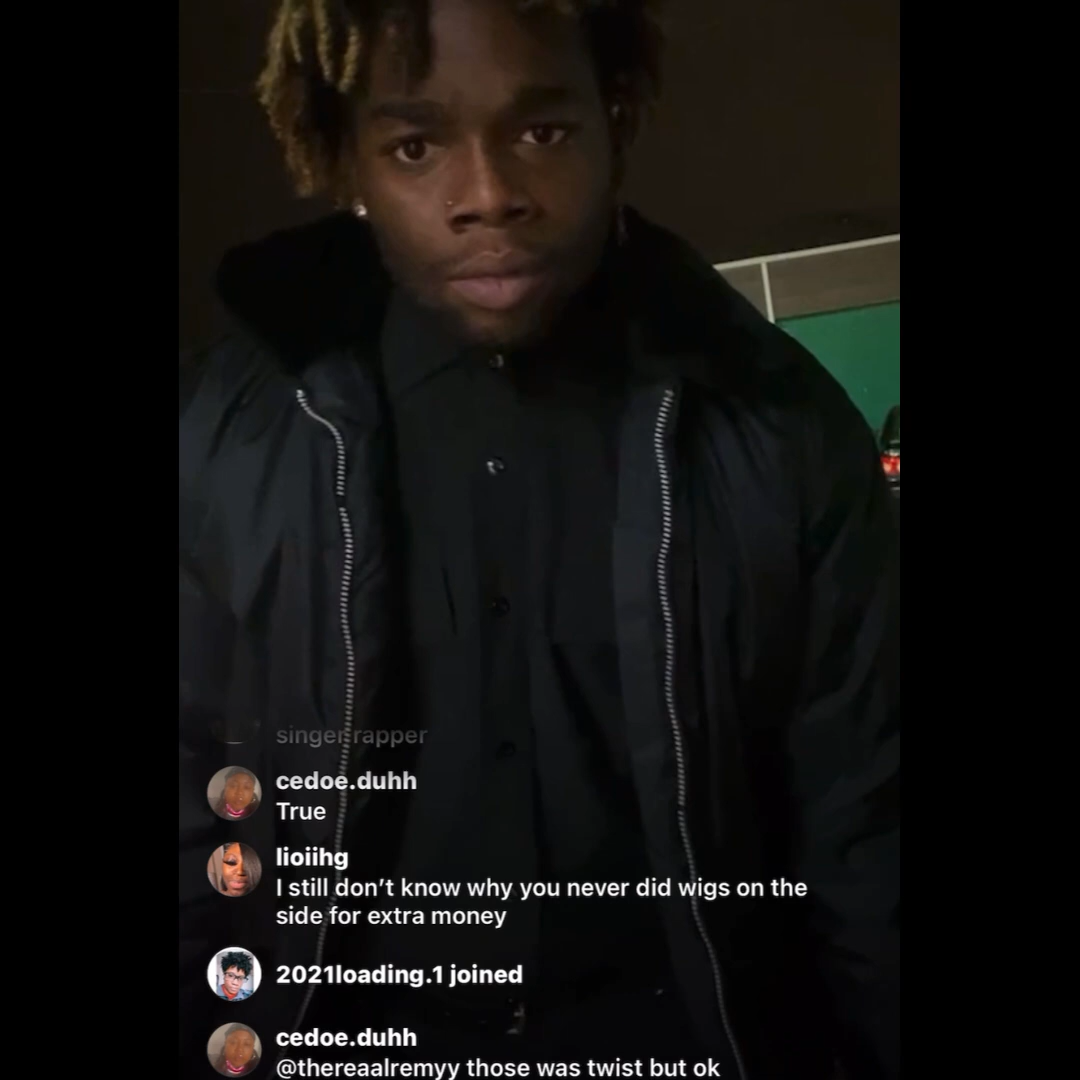 singer rapper
cedoe.duhh
True
lioiihg
I still don’t know why you never did wigs on the
side for extra money
2021loading.1 joined
cedoe.duhh
@thereaalremyy those was twist but ok